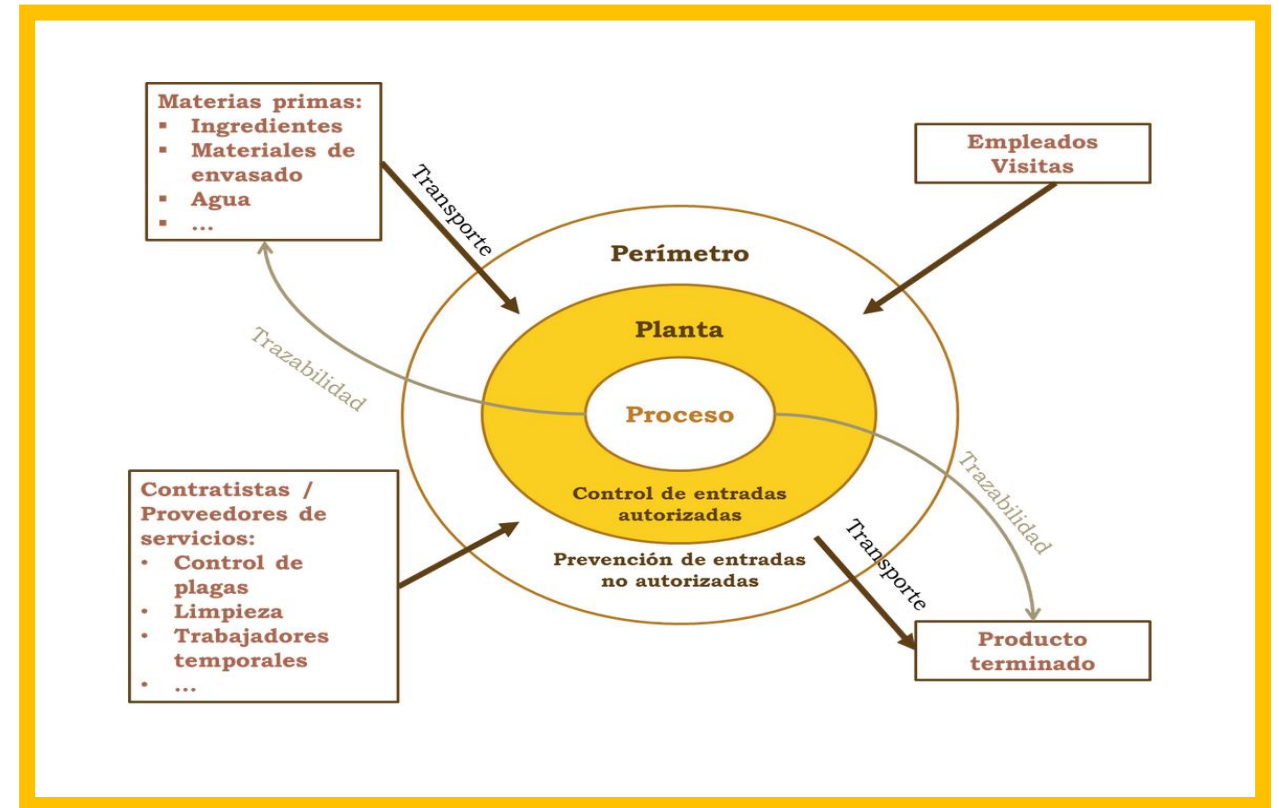 Materias primas:
▪ Ingredientes
▪ Materiales de
envasado
▪ Agua
▪ ...
Transporte
Empleados
Visitas
Perímetro
Planta
Proceso
Trazabilidad
Control de entradas
autorizadas
Prevención de entradas
no autorizadas
Contratistas /
Proveedores de
servicios:
• Control de
plagas
• Limpieza
• Trabajadores
temporales
• ...
Trazabilidad
Transporte
Producto
terminado